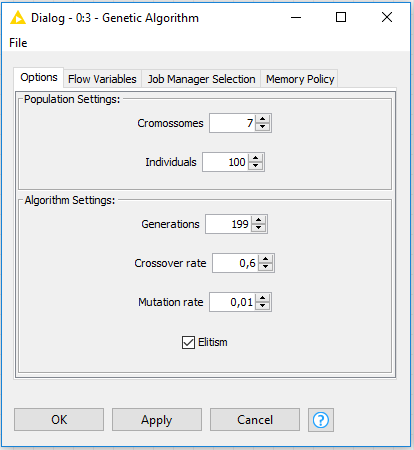 Dialog - 0:3 - Genetic Algorithm
File
Options Flow Variables Job Manager Selection Memory Policy
Population Settings:
Cromossomes 7
Individuals 100
Algorithm Settings:
Generations 199
Crossover rate 0,6
Mutation rate 0,01
Elitism
OK Apply Cancel ?